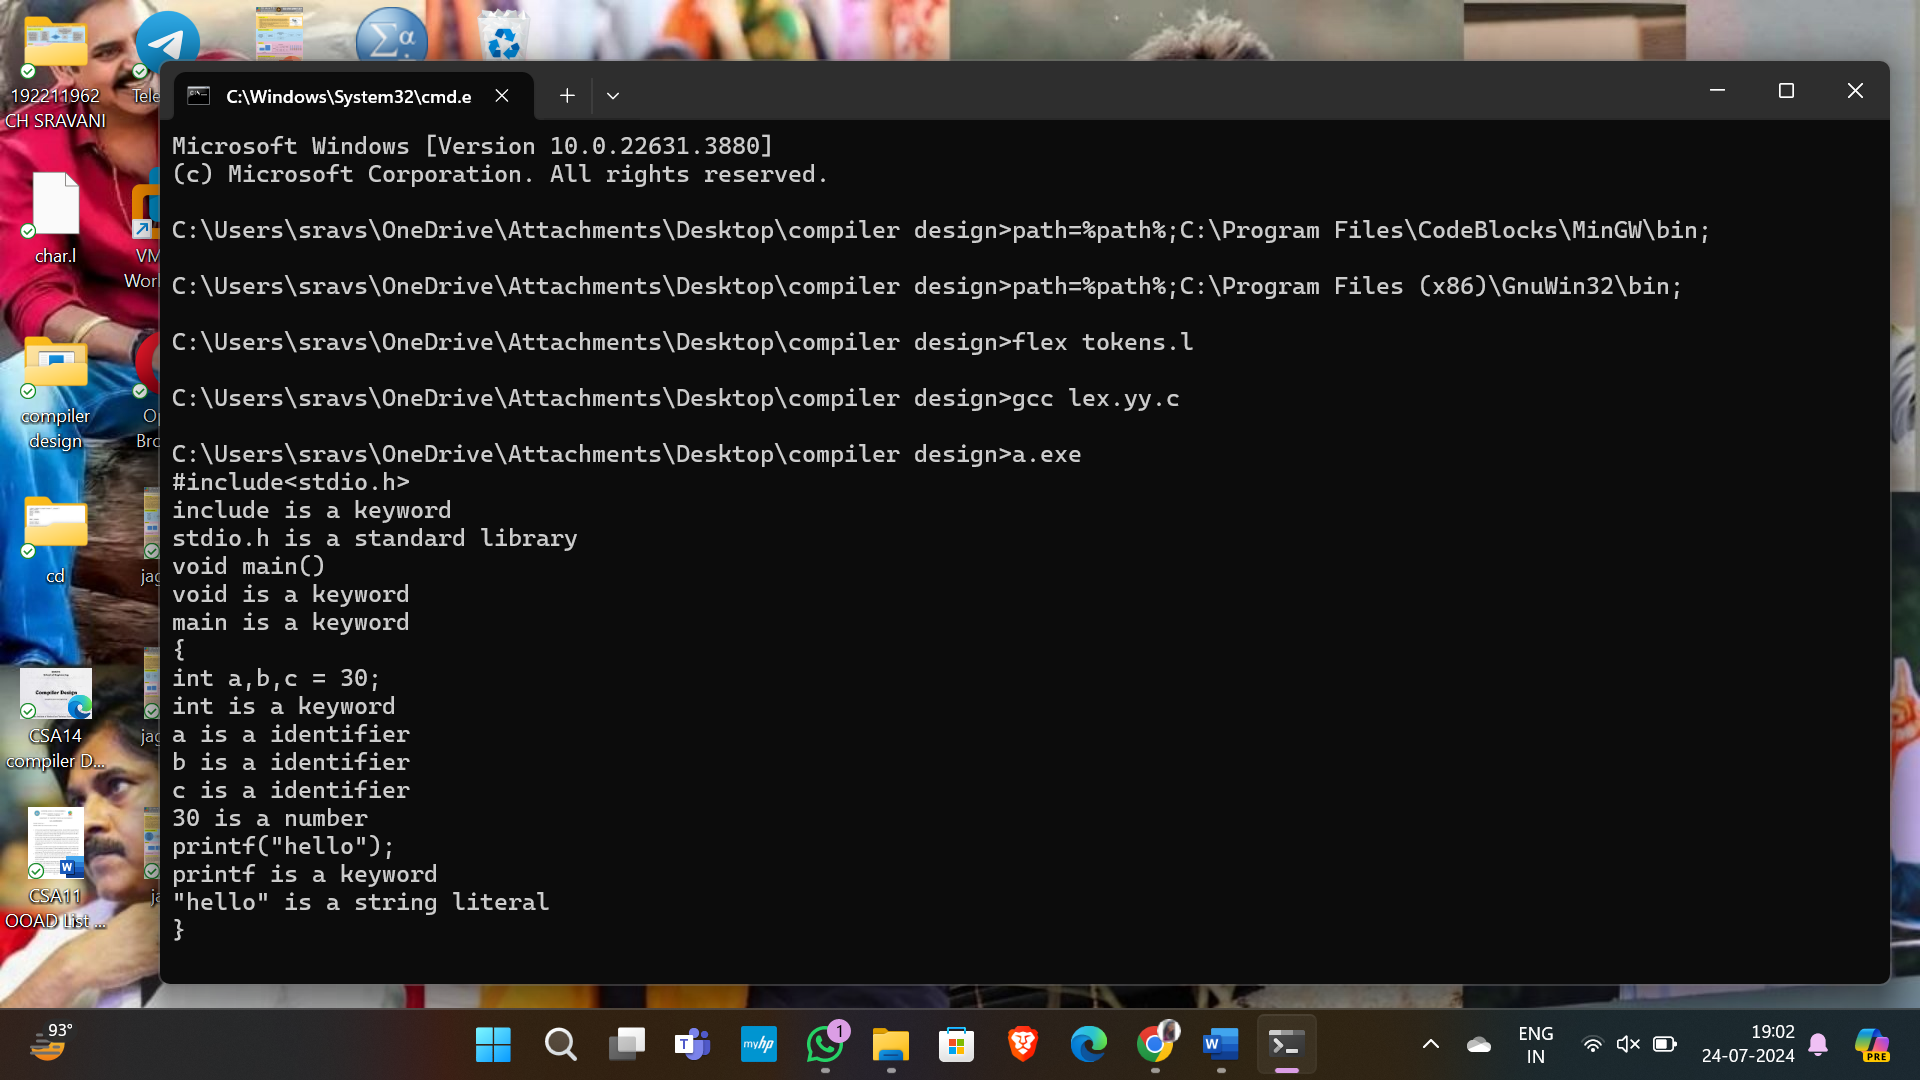 192211962
CH SRAVANI
Tele
char.l
VM
Work
compiler
design
Bro
cd
jag
Compiler Design
CSA14
compiler D...
jag
CSA11
OOAD List ...
C:\Windows\System32\cmd.e
Microsoft Windows [Version 10.0.22631.3880]
(c) Microsoft Corporation. All rights reserved.
C:\Users\sravs\OneDrive\Attachments\Desktop\compiler design>path=%path%;C:\Program Files\CodeBlocks\MinGW\bin;
C:\Users\sravs\OneDrive\Attachments\Desktop\compiler design>path=%path%;C:\Program Files (x86)\GnuWin32\bin;
C:\Users\sravs\OneDrive\Attachments\Desktop\compiler design>flex tokens.l
C:\Users\sravs\OneDrive\Attachments\Desktop\compiler design>gcc lex.yy.c
C:\Users\sravs\OneDrive\Attachments\Desktop\compiler design>a.exe
#include<stdio.h>
include is a keyword
stdio.h is a standard library
void main()
void is a keyword
main is a keyword
{
int a,b,c = 30;
int is a keyword
a is a identifier
b is a identifier
c is a identifier
30 is a number
printf("hello");
printf is a keyword
"hello" is a string literal
}
93°
myhp
1
ENG
IN
19:02
24-07-2024
PRE